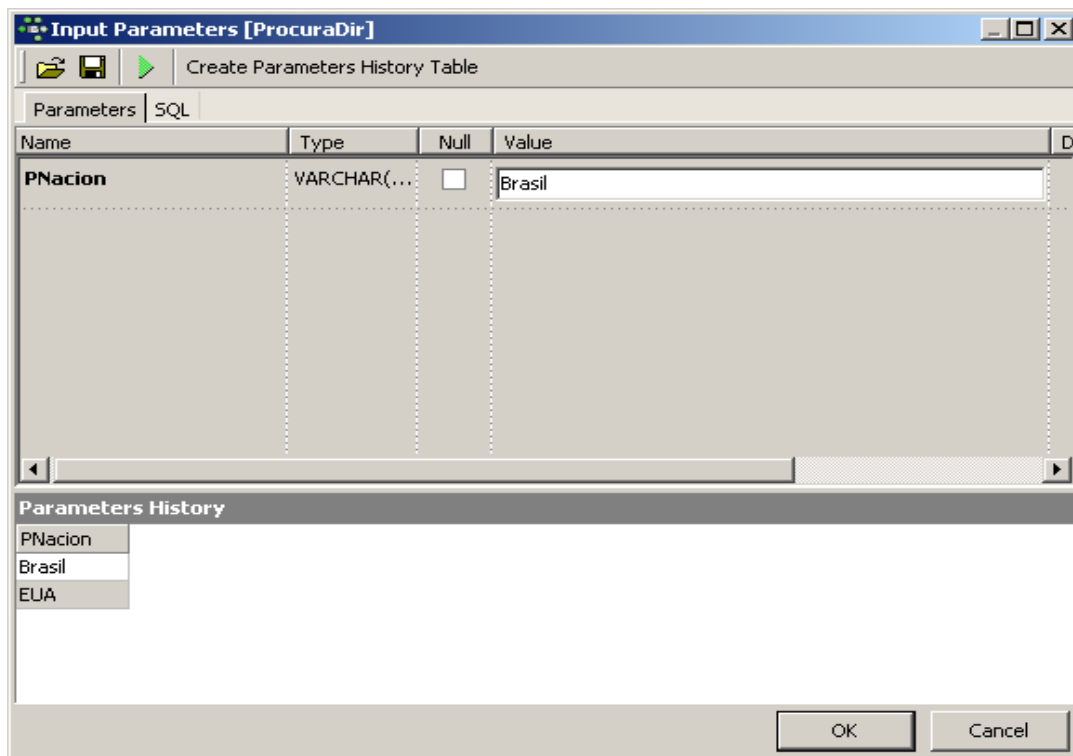 Input Parameters [ProcuraDir]
Create Parameters History Table
Parameters SQL
Name Type Null Value D
PNacion VARCHAR(... Brasil
Parameters History
PNacion
Brasil
EUA
OK Cancel